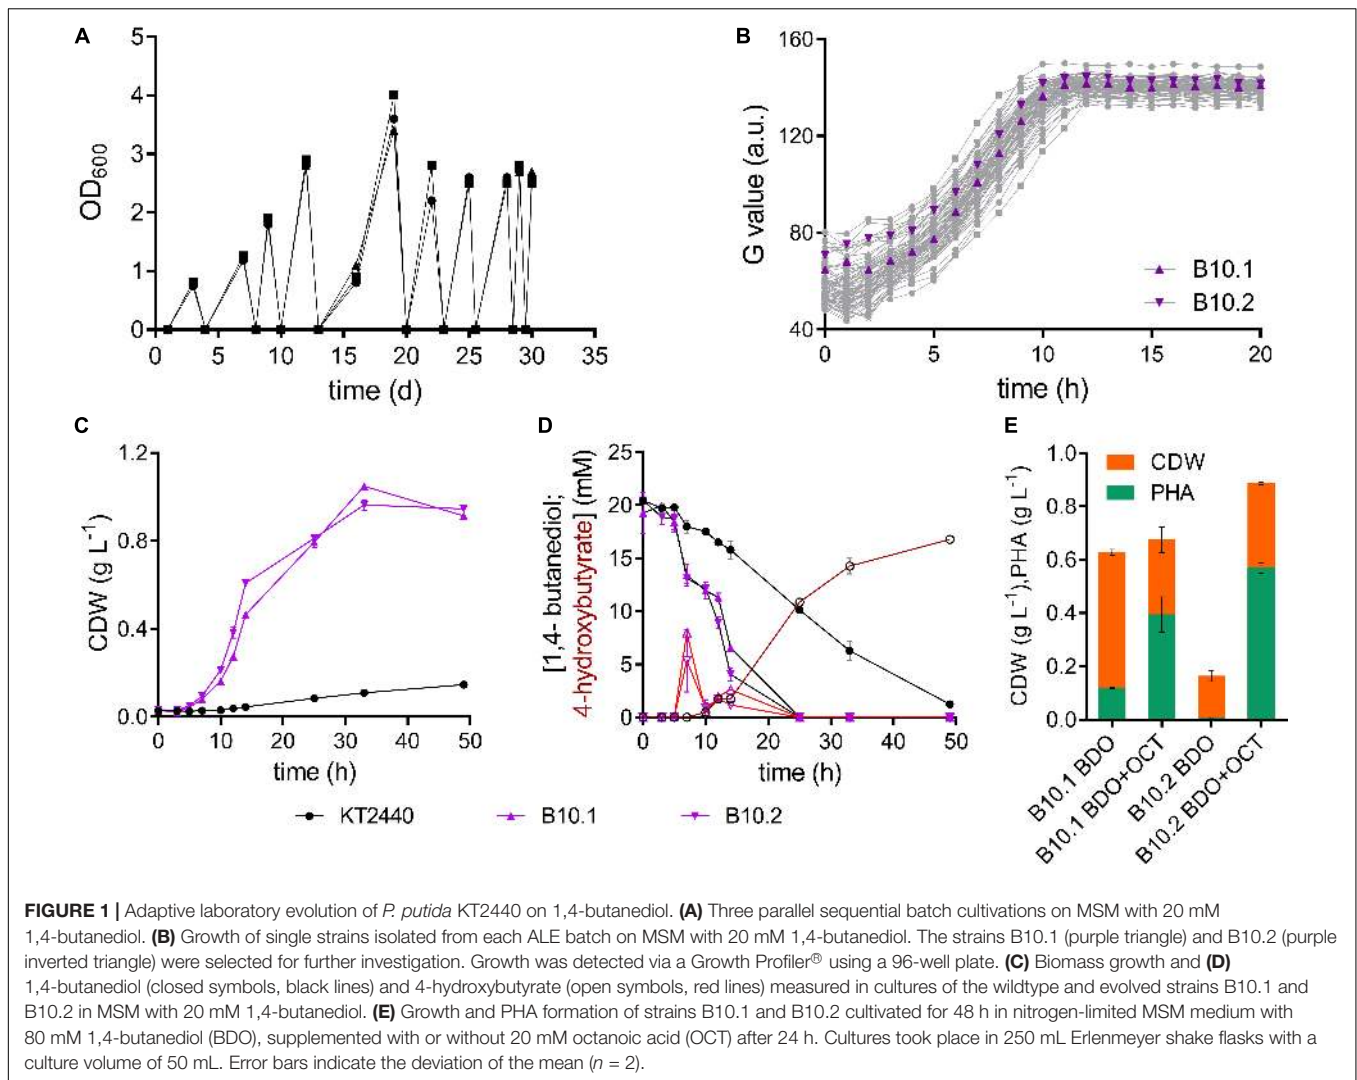 A
5
4
3
2
1
0
OD600
0 5 10 15 20 25 30 35
time (d)
B
160
120
80
40
G value (a.u.)
B10.1
B10.2
0 5 10 15 20
time (h)
C
1.2
0.8
0.4
0.0
CDW (g L-1)
0 10 20 30 40 50
time (h)
D
25
20
15
10
5
0
[1,4- butanediol;
4-hydroxybutyrate] (mM)
0 10 20 30 40 50
time (h)
E
1.0
0.8
0.6
0.4
0.2
0.0
CDW (g L-1),PHA (g L-1)
CDW
PHA
B10.1 BDO
B10.1 BDO+OCT
B10.2 BDO
B10.2 BDO+OCT
KT2440 B10.1 B10.2
FIGURE 1 | Adaptive laboratory evolution of P. putida KT2440 on 1,4-butanediol. (A) Three parallel sequential batch cultivations on MSM with 20 mM
1,4-butanediol. (B) Growth of single strains isolated from each ALE batch on MSM with 20 mM 1,4-butanediol. The strains B10.1 (purple triangle) and B10.2 (purple
inverted triangle) were selected for further investigation. Growth was detected via a Growth Profiler® using a 96-well plate. (C) Biomass growth and (D)
1,4-butanediol (closed symbols, black lines) and 4-hydroxybutyrate (open symbols, red lines) measured in cultures of the wildtype and evolved strains B10.1 and
B10.2 in MSM with 20 mM 1,4-butanediol. (E) Growth and PHA formation of strains B10.1 and B10.2 cultivated for 48 h in nitrogen-limited MSM medium with
80 mM 1,4-butanediol (BDO), supplemented with or without 20 mM octanoic acid (OCT) after 24 h. Cultures took place in 250 mL Erlenmeyer shake flasks with a
culture volume of 50 mL. Error bars indicate the deviation of the mean (n = 2).